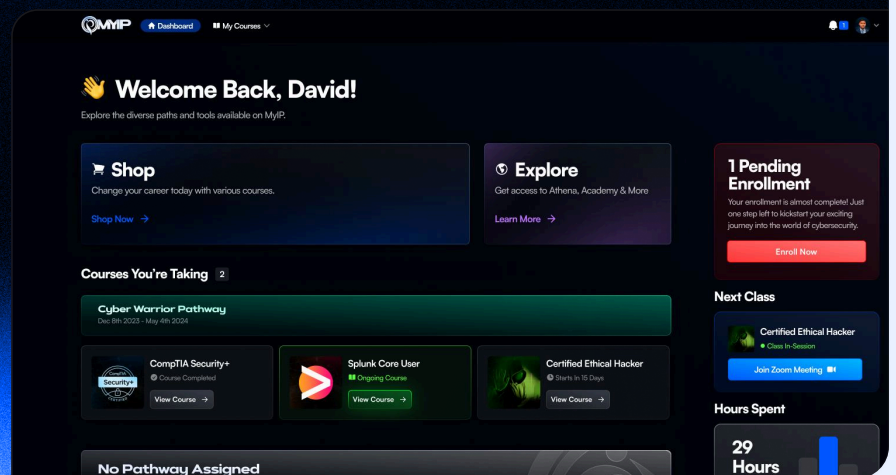 MYIP
Dashboard
My Courses
1
👋 Welcome Back, David!
Explore the diverse paths and tools available on MyIP.
Shop
Change your career today with various courses.
Shop Now →
Explore
Get access to Athena, Academy & More
Learn More →
1 Pending
Enrollment
Your enrollment is almost complete! Just
one step left to kickstart your exciting
journey into the world of cybersecurity.
Enroll Now
Courses You're Taking 2
Cyber Warrior Pathway
Dec 8th 2023 - May 4th 2024
CompTIA
Security+
CERTIFIED
CompTIA Security+
Course Completed
View Course →
Splunk Core User
Ongoing Course
View Course →
Certified Ethical Hacker
Starts In 15 Days
View Course →
Next Class
Certified Ethical Hacker
Class In-Session
Join Zoom Meeting
Hours Spent
29
Hours
No Pathway Assigned